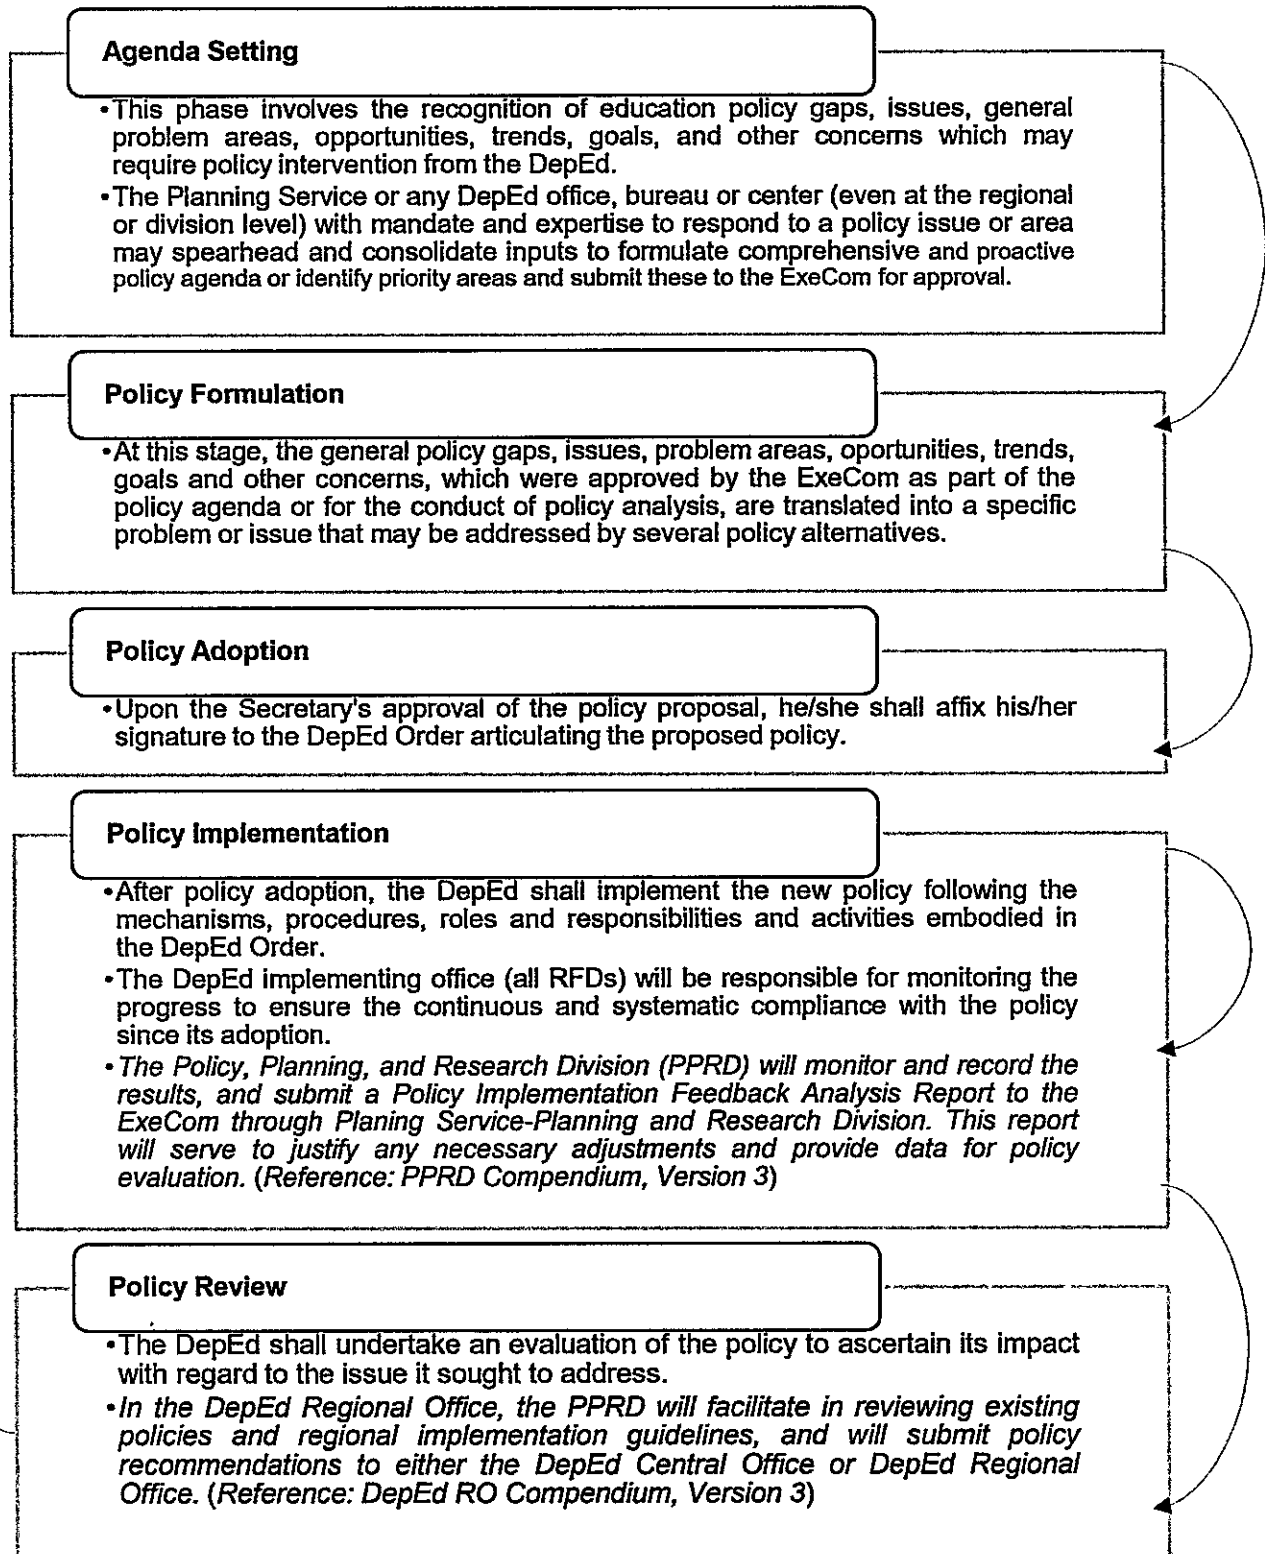 Agenda Setting
•This phase involves the recognition of education policy gaps, issues, general
problem areas, opportunities, trends, goals, and other concerns which may
require policy intervention from the DepEd.
•The Planning Service or any DepEd office, bureau or center (even at the regional
or division level) with mandate and expertise to respond to a policy issue or area
may spearhead and consolidate inputs to formulate comprehensive and proactive
policy agenda or identify priority areas and submit these to the ExeCom for approval.
Policy Formulation
•At this stage, the general policy gaps, issues, problem areas, oportunities, trends,
goals and other concerns, which were approved by the ExeCom as part of the
policy agenda or for the conduct of policy analysis, are translated into a specific
problem or issue that may be addressed by several policy alternatives.
Policy Adoption
•Upon the Secretary's approval of the policy proposal, he/she shall affix his/her
signature to the DepEd Order articulating the proposed policy.
Policy Implementation
•After policy adoption, the DepEd shall implement the new policy following the
mechanisms, procedures, roles and responsibilities and activities embodied in
the DepEd Order.
•The DepEd implementing office (all RFDs) will be responsible for monitoring the
progress to ensure the continuous and systematic compliance with the policy
since its adoption.
•The Policy, Planning, and Research Division (PPRD) will monitor and record the
results, and submit a Policy Implementation Feedback Analysis Report to the
ExeCom through Planing Service-Planning and Research Division. This report
will serve to justify any necessary adjustments and provide data for policy
evaluation. (Reference: PPRD Compendium, Version 3)
Policy Review
•The DepEd shall undertake an evaluation of the policy to ascertain its impact
with regard to the issue it sought to address.
•In the DepEd Regional Office, the PPRD will facilitate in reviewing existing
policies and regional implementation guidelines, and will submit policy
recommendations to either the DepEd Central Office or DepEd Regional
Office. (Reference: DepEd RO Compendium, Version 3)